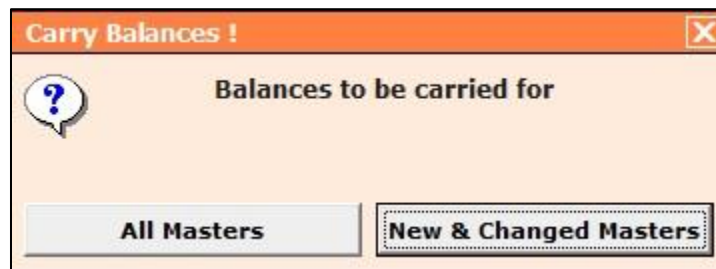 Carry Balances !
Balances to be carried for
All Masters
New & Changed Masters